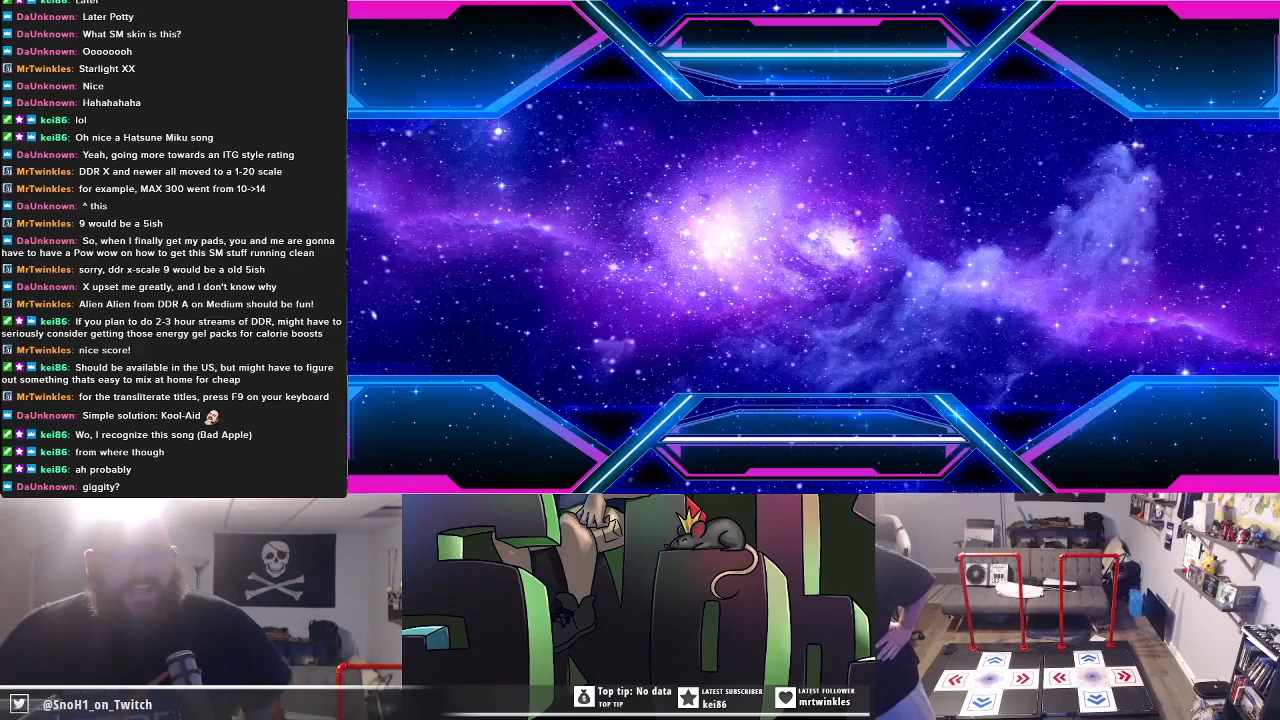 kei86: Later
DaUnknown: Later Potty
DaUnknown: What SM skin is this?
DaUnknown: Ooooooooh
MrTwinkles: Starlight XX
DaUnknown: Nice
DaUnknown: Hahahahaha
kei86: lol
kei86: Oh nice a Hatsune Miku song
DaUnknown: Yeah, going more towards an ITG style rating
MrTwinkles: DDR X and newer all moved to a 1-20 scale
MrTwinkles: for example, MAX 300 went from 10->14
DaUnknown: ^ this
MrTwinkles: 9 would be a 5ish
DaUnknown: So, when I finally get my pads, you and me are gonna
have to have a Pow wow on how to get this SM stuff running clean
MrTwinkles: sorry, ddr x-scale 9 would be a old 5ish
DaUnknown: X upset me greatly, and I don't know why
MrTwinkles: Alien Alien from DDR A on Medium should be fun!
kei86: If you plan to do 2-3 hour streams of DDR, might have to
seriously consider getting those energy gel packs for calorie boosts
MrTwinkles: nice score!
kei86: Should be available in the US, but might have to figure
out something thats easy to mix at home for cheap
MrTwinkles: for the transliterate titles, press F9 on your keyboard
DaUnknown: Simple solution: Kool-Aid
kei86: Wo, I recognize this song (Bad Apple)
kei86: from where though
kei86: ah probably
DaUnknown: giggity?
@SnoH1_on_twitch
Top tip: No data
TOP TIP
LATEST SUBSCRIBER
kei86
LATEST FOLLOWER
mrtwinkles